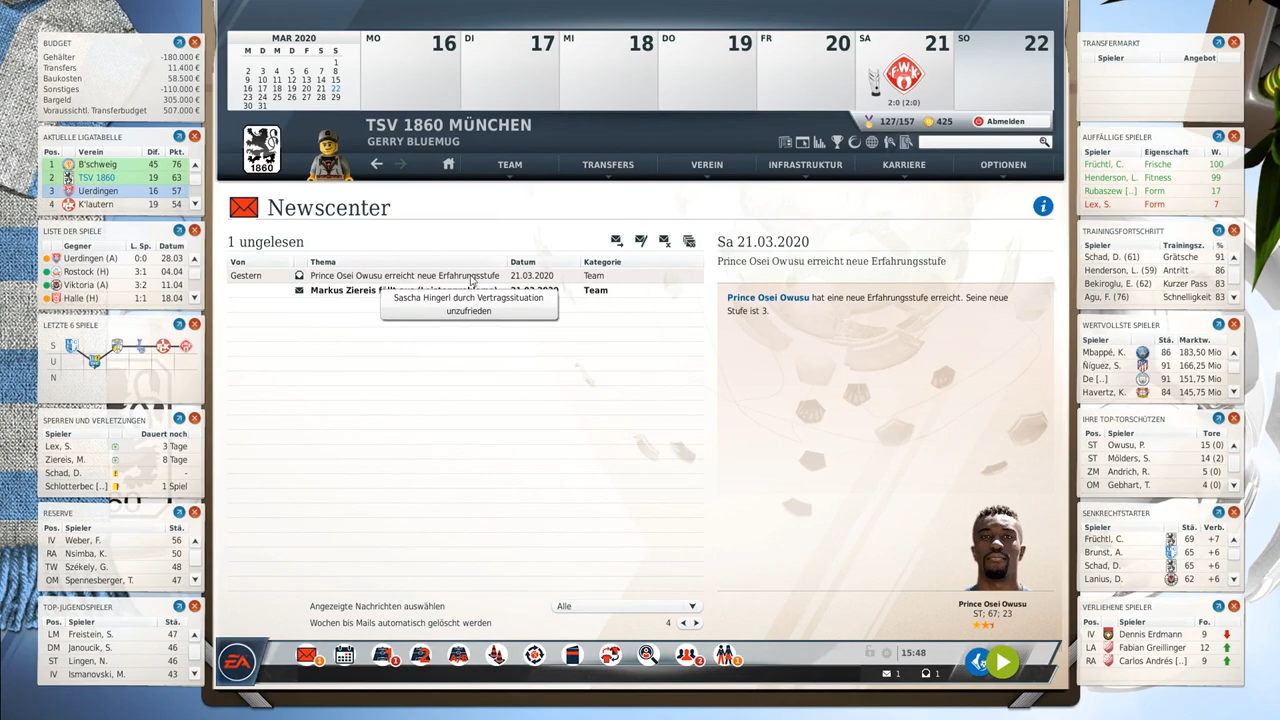 BUDGET
Gehälter -180.000 €
Transfers 11.400 €
Baukosten 58.500 €
Sonstiges -110.000 €
Bargeld 305.000 €
Voraussichtl. Transferbudget 507.000 €
AKTUELLE LIGATABELLE
Pos. Verein Dif. Pkt.
1 B'schweig 45 76
2 TSV 1860 19 63
3 Uerdingen 16 57
4 K'lautern 19 54
LISTE DER SPIELE
Gegner L. Sp. Datum
Uerdingen (A) 0:0 28.03
Rostock (H) 3:1 04.04
Viktoria (A) 3:2 11.04
Halle (H) 1:1 18.04
LETZTE 6 SPIELE
S
U
N
SPERREN UND VERLETZUNGEN
Spieler Dauert noch
Lex, S. 3 Tage
Ziereis, M. 8 Tage
Schad, D. -
Schlotterbec [..] 1 Spiel
RESERVE
Pos. Spieler Stä.
IV Weber, F. 56
RA Nsimba, K. 50
TW Székely, G. 48
OM Spennesberger, T. 47
TOP-JUGENDSPIELER
Pos. Spieler Stä.
LM Freistein, S. 47
DM Janoucik, S. 46
ST Lingen, N. 46
IV Ismanovski, M. 43
MAR 2020
M D M D F S S
1
2 3 4 5 6 7 8
9 10 11 12 13 14 15
16 17 18 19 20 21 22
23 24 25 26 27 28 29
30 31
MO 16
DI 17
MI 18
DO 19
FR 20
SA 21
FWK
2:0 (2:0)
SO 22
TSV 1860 MÜNCHEN
GERRY BLUEMUG
1860
127/157 425 Abmelden
TEAM TRANSFERS VEREIN INFRASTRUKTUR KARRIERE OPTIONEN
Newscenter
1 ungelesen
Von Thema Datum Kategorie
Gestern Prince Osei Owusu erreicht neue Erfahrungsstufe 21.03.2020 Team
Markus Ziereis Team
Sascha Hingerl durch Vertragssituation
unzufrieden
Sa 21.03.2020
Prince Osei Owusu erreicht neue Erfahrungsstufe
Prince Osei Owusu hat eine neue Erfahrungsstufe erreicht. Seine neue
Stufe ist 3.
Prince Osei Owusu
ST; 67; 23
Angezeigte Nachrichten auswählen Alle
Wochen bis Mails automatisch gelöscht werden 4
EA
1 1 2 1
15:48
1 1
TRANSFERMARKT
Spieler Angebot
AUFFÄLLIGE SPIELER
Spieler Eigenschaft W.
Früchtl, C. Frische 100
Henderson, L. Fitness 99
Rubaszew [..] Form 17
Lex, S. Form 7
TRAININGSFORTSCHRITT
Spieler Trainingsz. %
Schad, D. (61) Grätsche 91
Henderson, L. (59) Antritt 86
Bekiroglu, E. (62) Kurzer Pass 83
Agu, F. (76) Schnelligkeit 83
WERTVOLLSTE SPIELER
Spieler Stä. Marktw.
Mbappé, K. 86 183,50 Mio
Ñíguez, S. 91 166,25 Mio
De [..] 91 151,75 Mio
Havertz, K. 84 145,75 Mio
IHRE TOP-TORSCHÜTZEN
Pos. Spieler Tore
ST Owusu, P. 15 (0)
ST Mölders, S. 14 (2)
ZM Andrich, R. 5 (0)
OM Gebhart, T. 4 (0)
SENKRECHTSTARTER
Spieler Stä. Verb.
Früchtl, C. 69 +7
Brunst, A. 65 +6
Schad, D. 65 +6
Lanius, D. 62 +6
VERLIEHENE SPIELER
Pos. Spieler Fo.
IV Dennis Erdmann 9
LA Fabian Greillinger 12
RA Carlos Andrés [..] 9